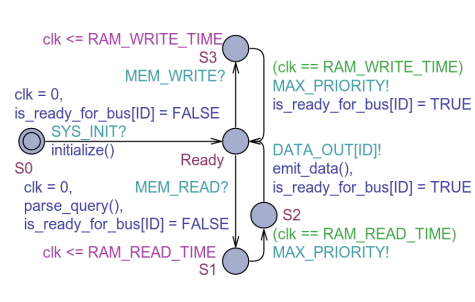 clk <= RAM_WRITE_TIME
S3
MEM_WRITE?
(clk == RAM_WRITE_TIME)
MAX_PRIORITY!
is_ready_for_bus[ID] = TRUE
clk = 0,
is_ready_for_bus[ID] = FALSE
SYS_INIT?
initialize()
S0
Ready
DATA_OUT[ID]!
emit_data(),
is_ready_for_bus[ID] = TRUE
clk = 0,
parse_query(),
is_ready_for_bus[ID] = FALSE
MEM_READ?
S2
(clk == RAM_READ_TIME)
MAX_PRIORITY!
clk <= RAM_READ_TIME
S1